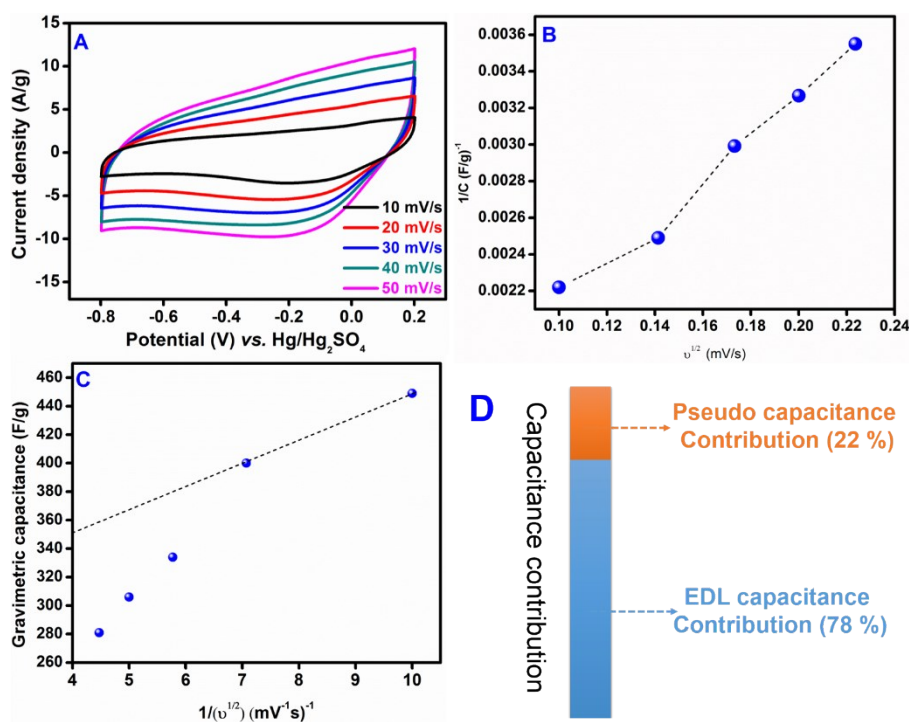 A
Current density (A/g)
15
10
5
0
-5
-10
-15
10 mV/s
20 mV/s
30 mV/s
40 mV/s
50 mV/s
-0.8 -0.6 -0.4 -0.2 0.0 0.2
Potential (V) vs. Hg/Hg₂SO₄
B
1/C (F/g)⁻¹
0.0036
0.0034
0.0032
0.0030
0.0028
0.0026
0.0024
0.0022
0.10 0.12 0.14 0.16 0.18 0.20 0.22 0.24
υ¹/² (mV/s)
C
Gravimetric capacitance (F/g)
460
440
420
400
380
360
340
320
300
280
260
4 5 6 7 8 9 10
1/(υ¹/²) (mV⁻¹s)⁻¹
D
Capacitance contribution
Pseudo capacitance
Contribution (22 %)
EDL capacitance
Contribution (78 %)